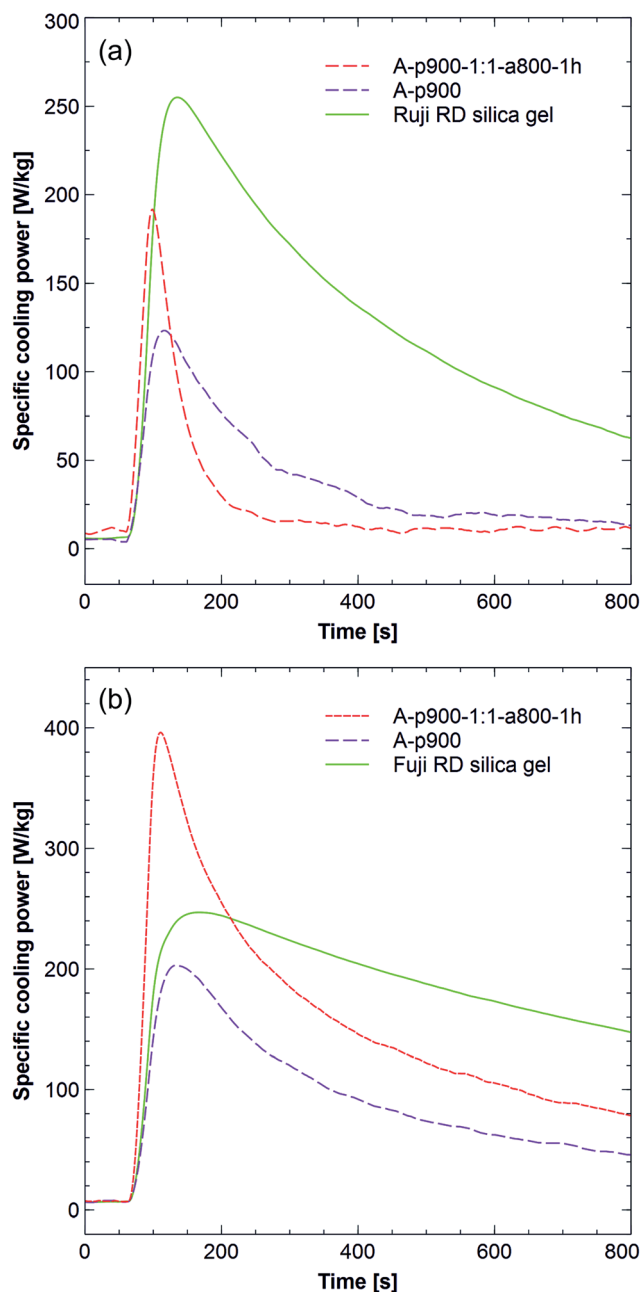 (a)
A-p900-1:1-a800-1h
A-p900
Ruji RD silica gel
Specific cooling power [W/kg]
300
250
200
150
100
50
0
0 200 400 600 800
Time [s]
(b)
A-p900-1:1-a800-1h
A-p900
Fuji RD silica gel
Specific cooling power [W/kg]
400
300
200
100
0
0 200 400 600 800
Time [s]